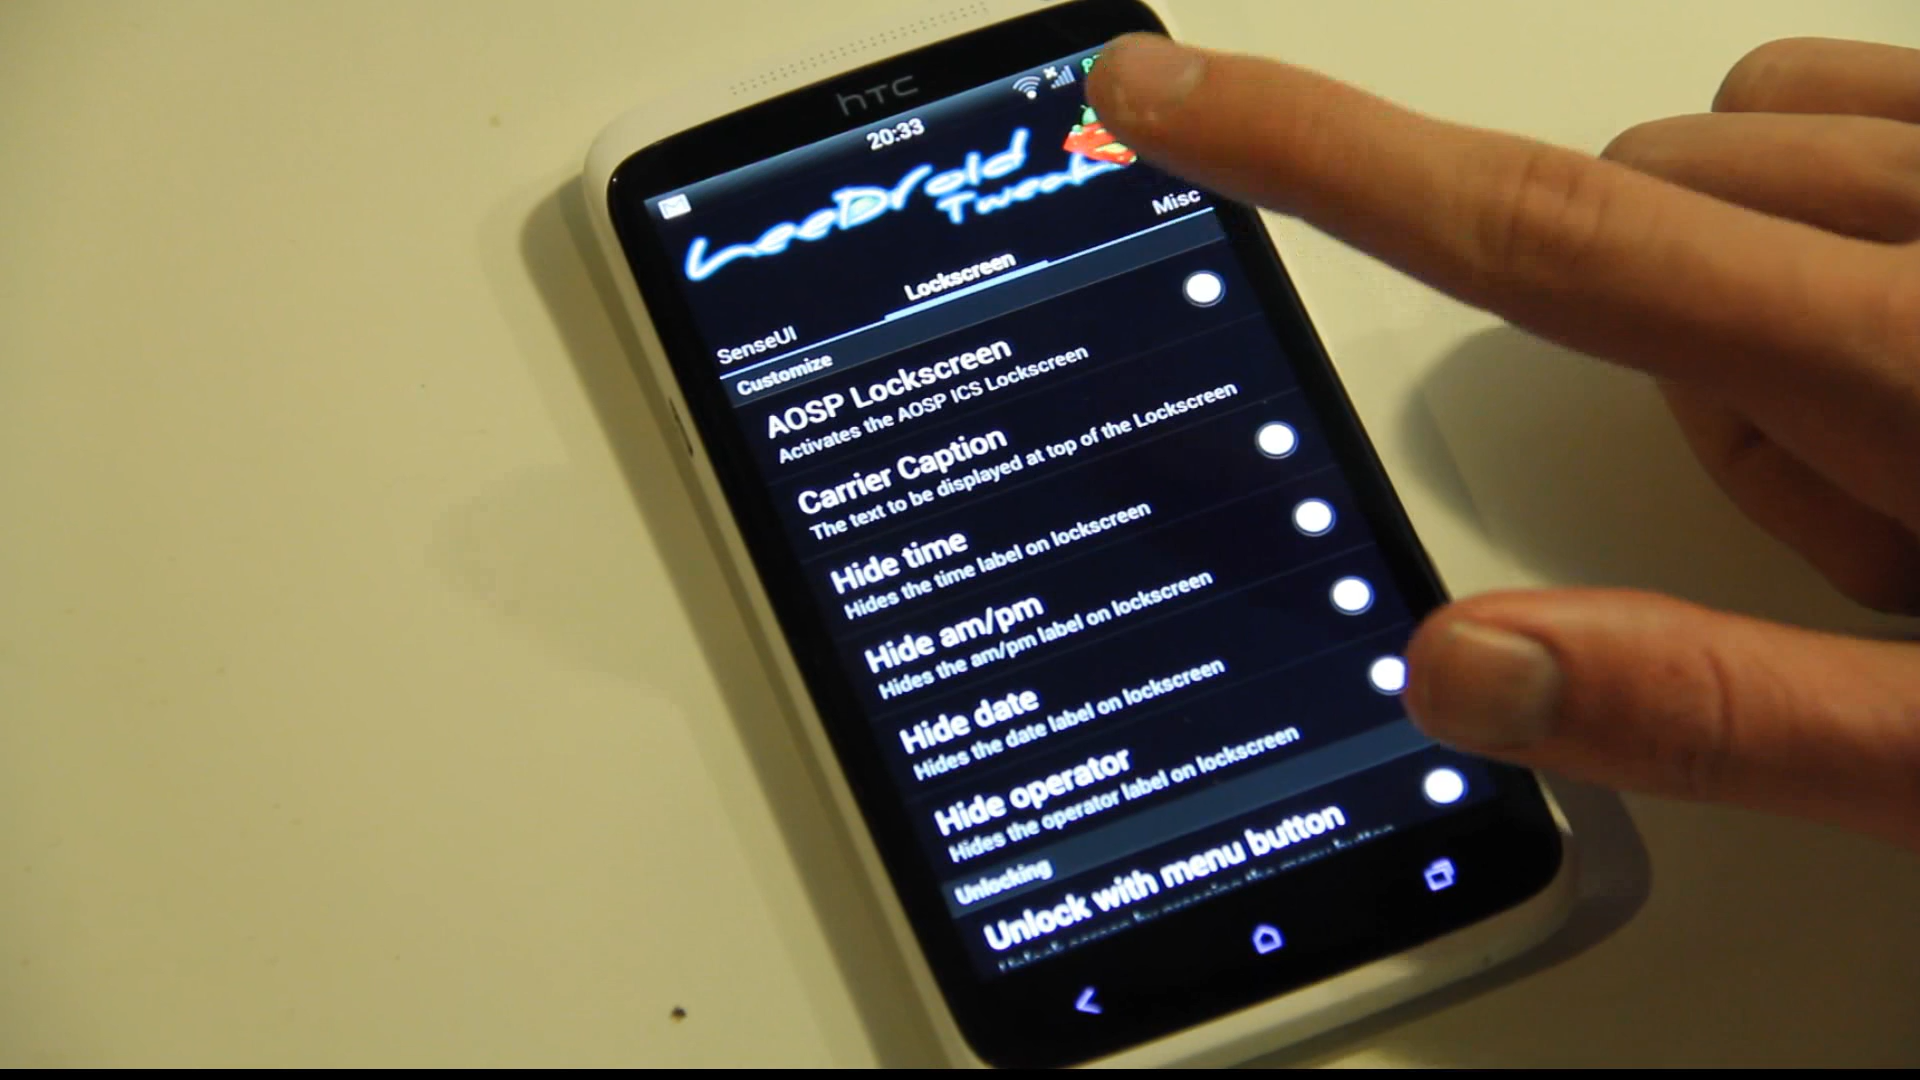 hTC
20:33
LeeDrOid
Tweaks
SenseUI
Lockscreen
Misc
Customize
AOSP Lockscreen
Activates the AOSP ICS Lockscreen
Carrier Caption
The text to be displayed at top of the Lockscreen
Hide time
Hides the time label on lockscreen
Hide am/pm
Hides the am/pm label on lockscreen
Hide date
Hides the date label on lockscreen
Hide operator
Hides the operator label on lockscreen
Unlocking
Unlock with menu button